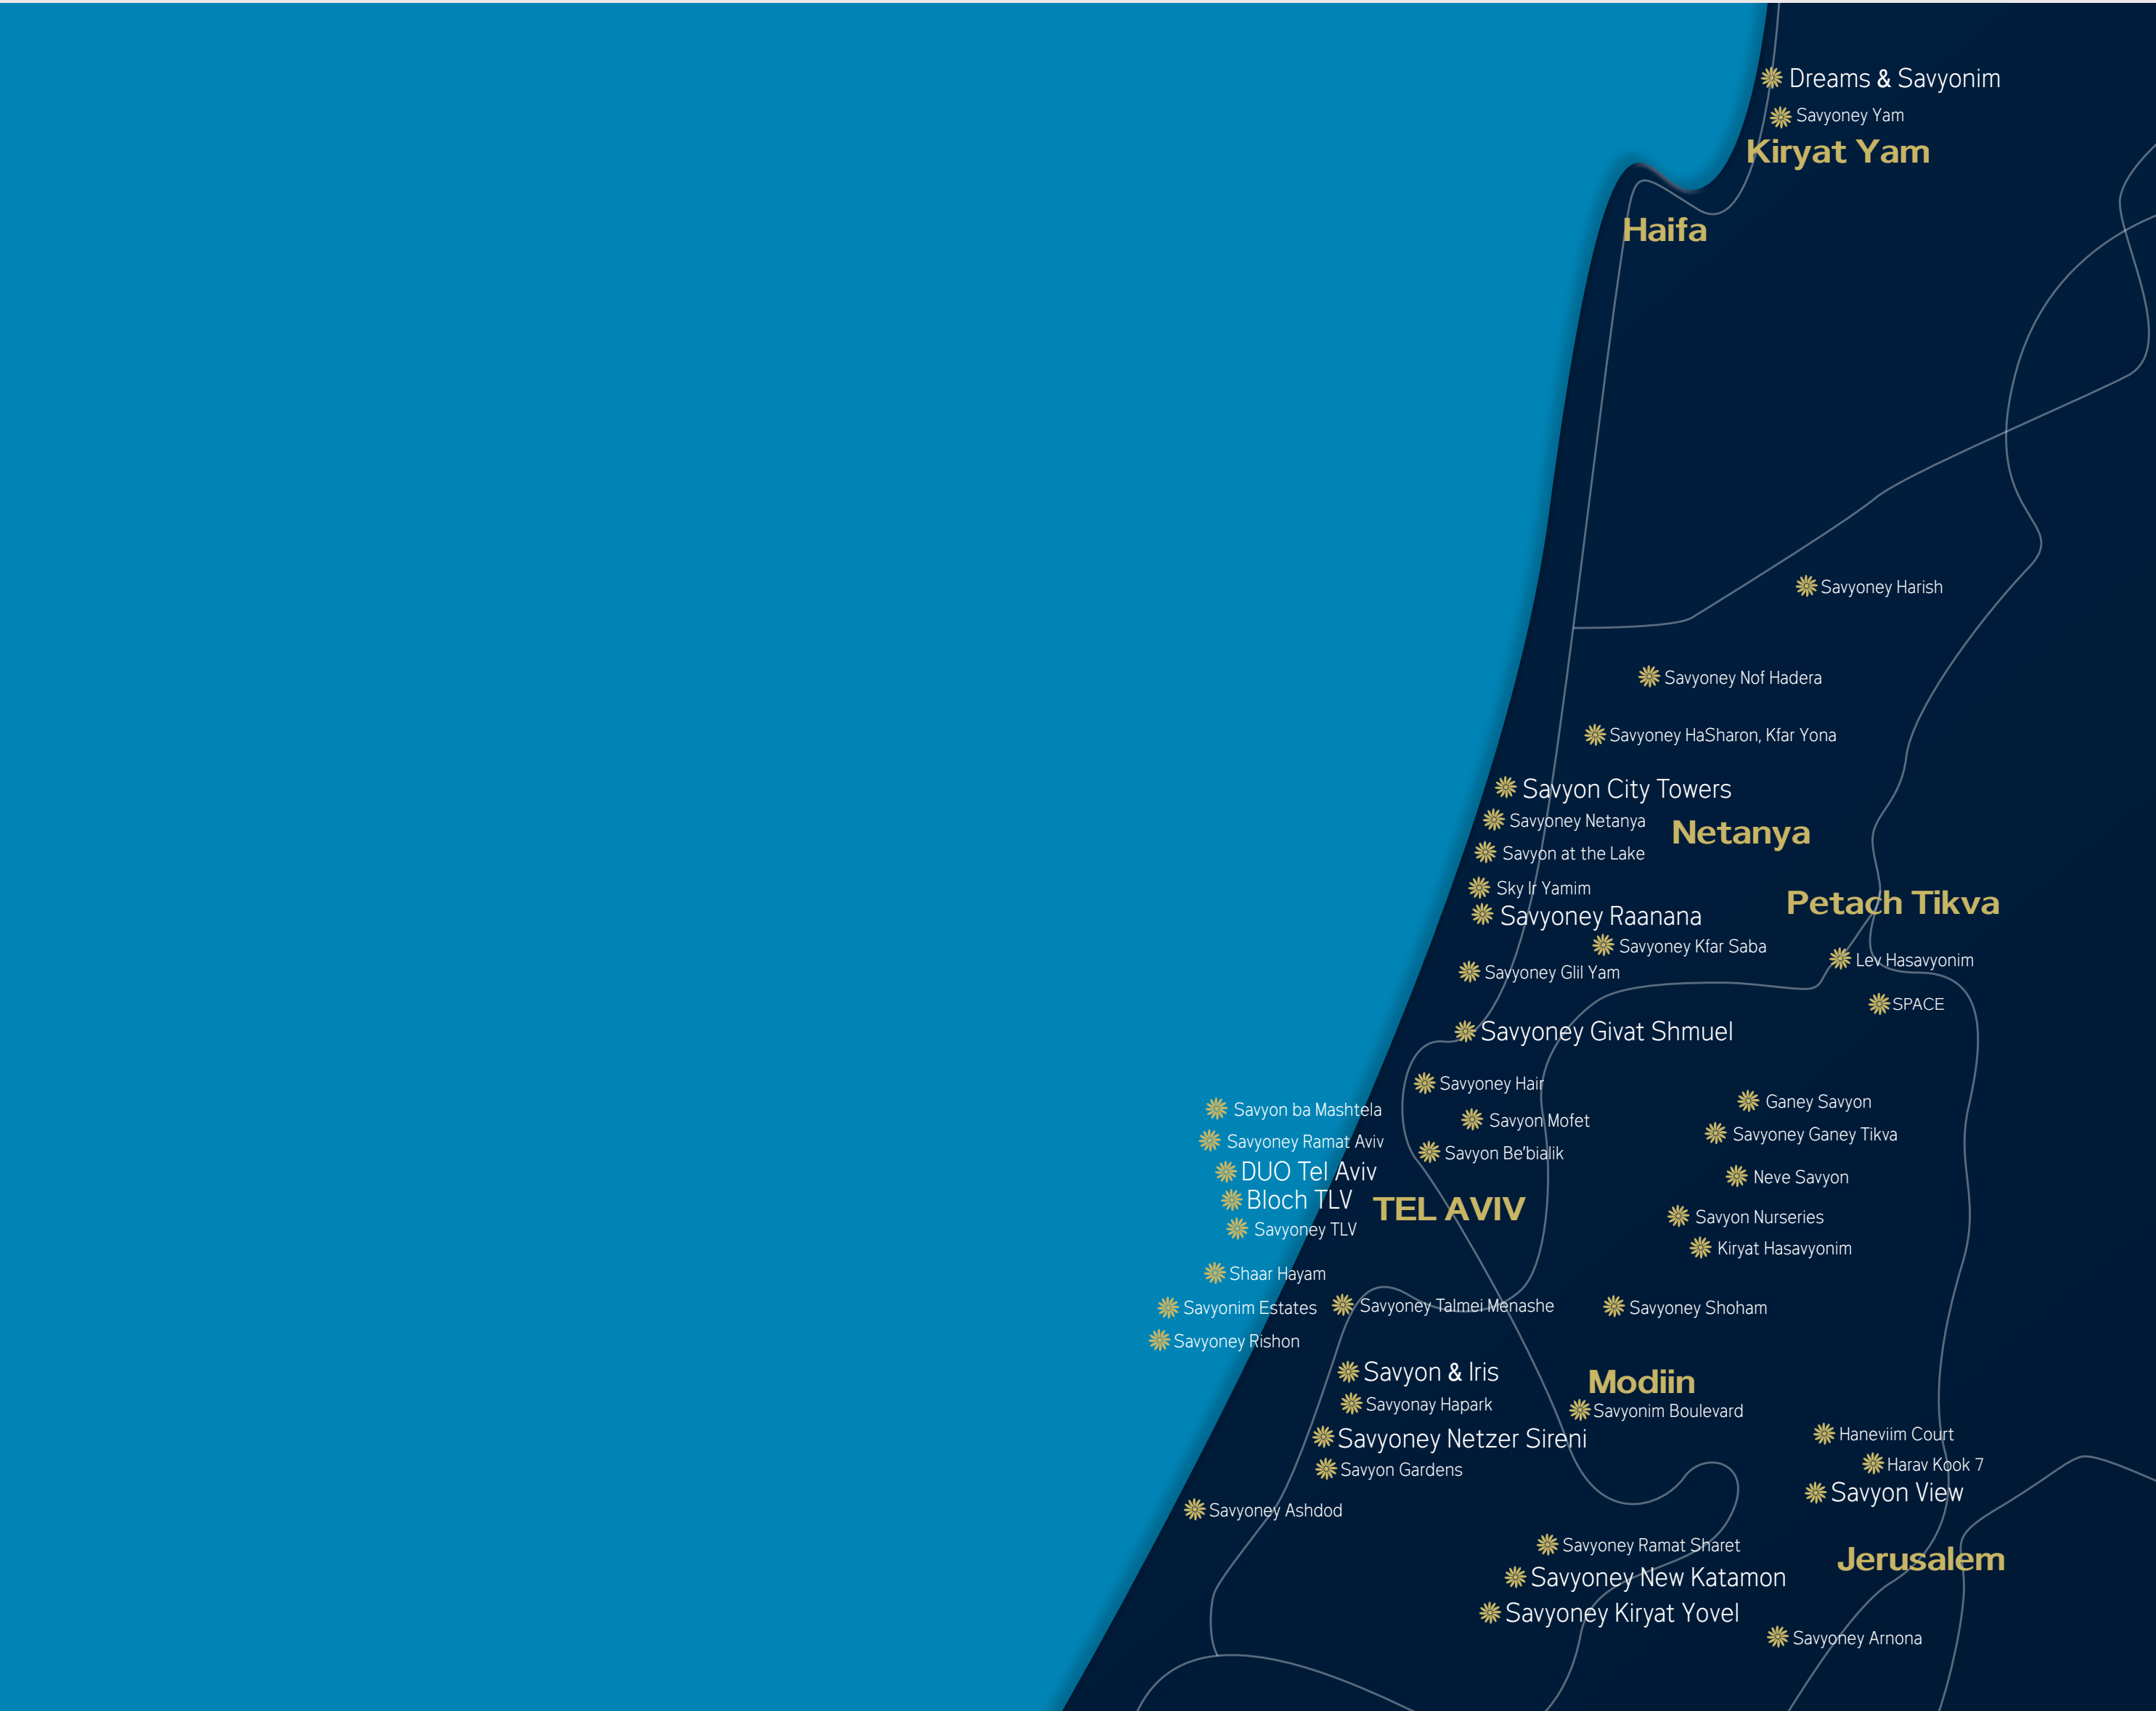 Dreams & Savyonim
Savyoney Yam
Kiryat Yam
Haifa
Savyoney Harish
Savyoney Nof Hadera
Savyoney HaSharon, Kfar Yona
Savyon City Towers
Savyoney Netanya
Netanya
Savyon at the Lake
Sky Ir Yamim
Petach Tikva
Savyoney Raanana
Savyoney Kfar Saba
Lev Hasavyonim
Savyoney Glil Yam
SPACE
Savyoney Givat Shmuel
Savyoney Hair
Ganey Savyon
Savyon ba Mashtela
Savyon Mofet
Savyoney Ganey Tikva
Savyoney Ramat Aviv
Savyon Be'bialik
DUO Tel Aviv
Neve Savyon
Bloch TLV
TEL AVIV
Savyon Nurseries
Savyoney TLV
Kiryat Hasavyonim
Shaar Hayam
Savyonim Estates
Savyoney Talmei Menashe
Savyoney Shoham
Savyoney Rishon
Savyon & Iris
Modiin
Savyonay Hapark
Savyonim Boulevard
Savyoney Netzer Sireni
Haneviim Court
Savyon Gardens
Harav Kook 7
Savyon View
Savyoney Ashdod
Savyoney Ramat Sharet
Jerusalem
Savyoney New Katamon
Savyoney Kiryat Yovel
Savyoney Arnona